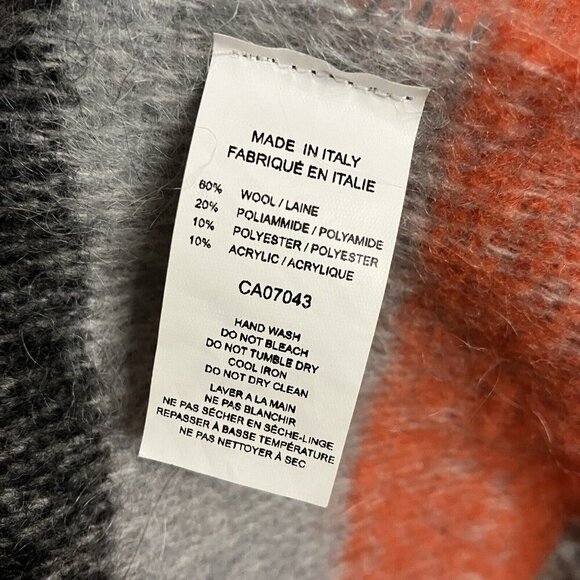 MADE IN ITALY
FABRIQUÉ EN ITALIE
60% WOOL / LAINE
20% POLIAMMIDE / POLYAMIDE
10% POLYESTER / POLYESTER
10% ACRYLIC / ACRYLIQUE
CA07043
HAND WASH
DO NOT BLEACH
DO NOT TUMBLE DRY
COOL IRON
DO NOT DRY CLEAN
LAVER A LA MAIN
NE PAS BLANCHIR
NE PAS SÉCHER EN SÈCHE-LINGE
REPASSER À BASSE TEMPÉRATURE
NE PAS NETTOYER À SEC